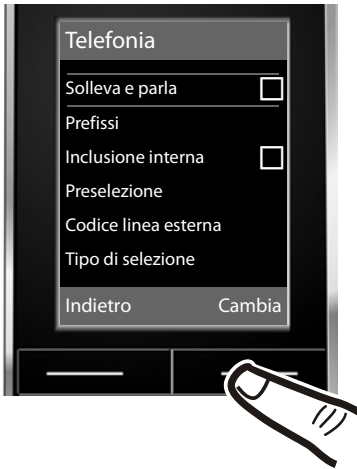 Telefonia
Solleva e parla
Prefissi
Inclusione interna
Preselezione
Codice linea esterna
Tipo di selezione
Indietro Cambia